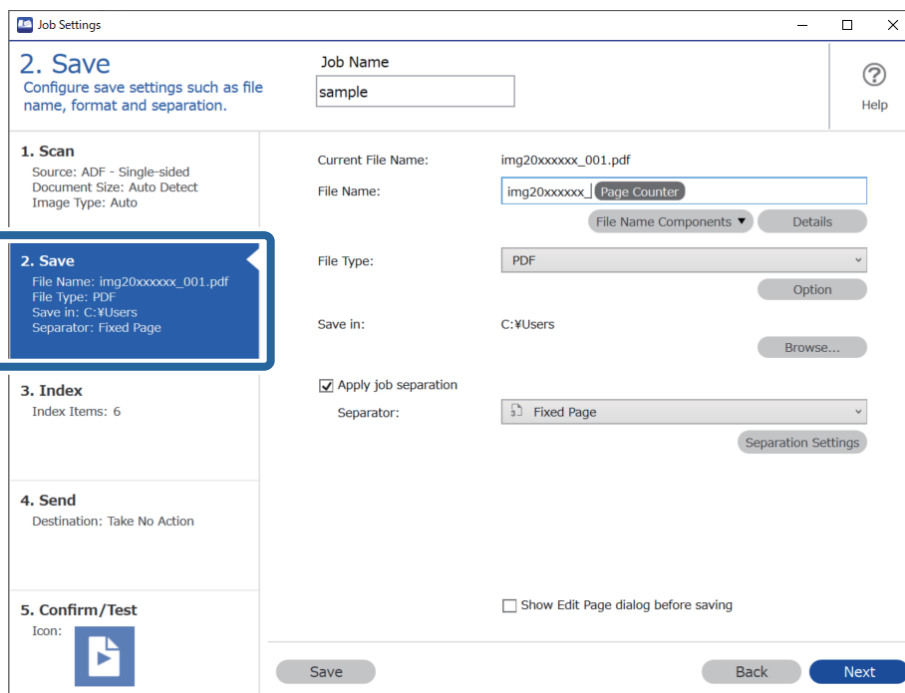 Job Settings
2. Save
Configure save settings such as file
name, format and separation.
Job Name
sample
Help
1. Scan
Source: ADF - Single-sided
Document Size: Auto Detect
Image Type: Auto
2. Save
File Name: img20xxxxxx_001.pdf
File Type: PDF
Save in: C:¥Users
Separator: Fixed Page
3. Index
Index Items: 6
4. Send
Destination: Take No Action
5. Confirm/Test
Icon:
Current File Name: img20xxxxxx_001.pdf
File Name: img20xxxxxx_ Page Counter
File Name Components ▼ Details
File Type: PDF
Option
Save in: C:¥Users
Browse...
Apply job separation
Separator: Fixed Page
Separation Settings
Show Edit Page dialog before saving
Save Back Next